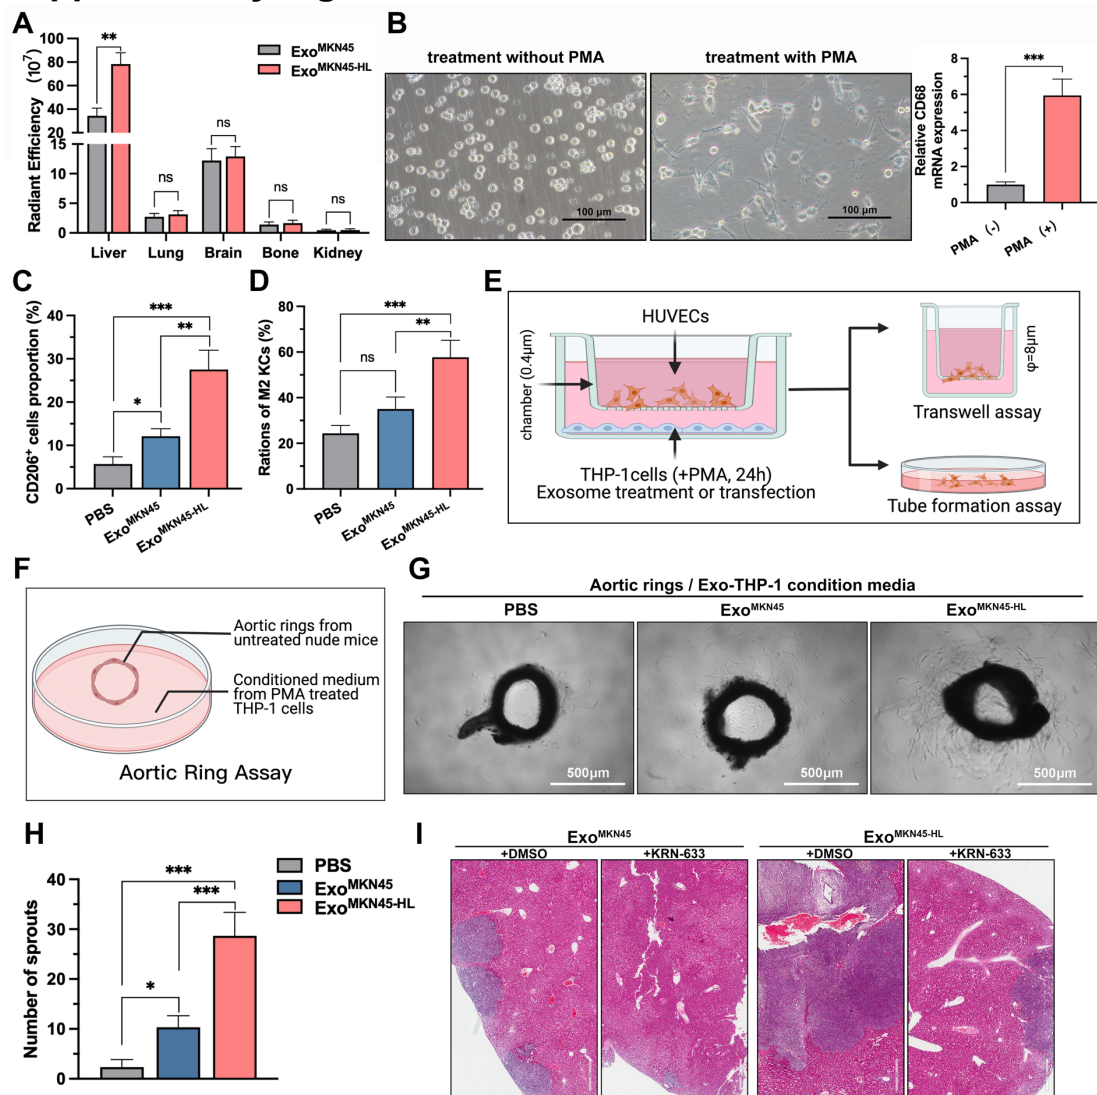 A
Radiant Efficiency (10⁷)
100
80
60
40
20
15
10
5
0
**
ns
ns
ns
ns
Exo^MKN45
Exo^MKN45-HL
Liver
Lung
Brain
Bone
Kidney
B
treatment without PMA
treatment with PMA
100 μm
100 μm
Relative CD68
mRNA expression
8
6
4
2
0
***
PMA (-)
PMA (+)
C
CD206⁺ cells proportion (%)
40
30
20
10
0
***
**
*
PBS
Exo^MKN45
Exo^MKN45-HL
D
Rations of M2 KCs (%)
80
60
40
20
0
***
**
ns
PBS
Exo^MKN45
Exo^MKN45-HL
E
HUVECs
chamber (0.4μm)
THP-1cells (+PMA, 24h)
Exosome treatment or transfection
φ=8μm
Transwell assay
Tube formation assay
F
Aortic rings from
untreated nude mice
Conditioned medium
from PMA treated
THP-1 cells
Aortic Ring Assay
G
Aortic rings / Exo-THP-1 condition media
PBS
Exo^MKN45
Exo^MKN45-HL
500μm
500μm
500μm
H
Number of sprouts
40
30
20
10
0
***
***
*
PBS
Exo^MKN45
Exo^MKN45-HL
I
Exo^MKN45
Exo^MKN45-HL
+DMSO
+KRN-633
+DMSO
+KRN-633